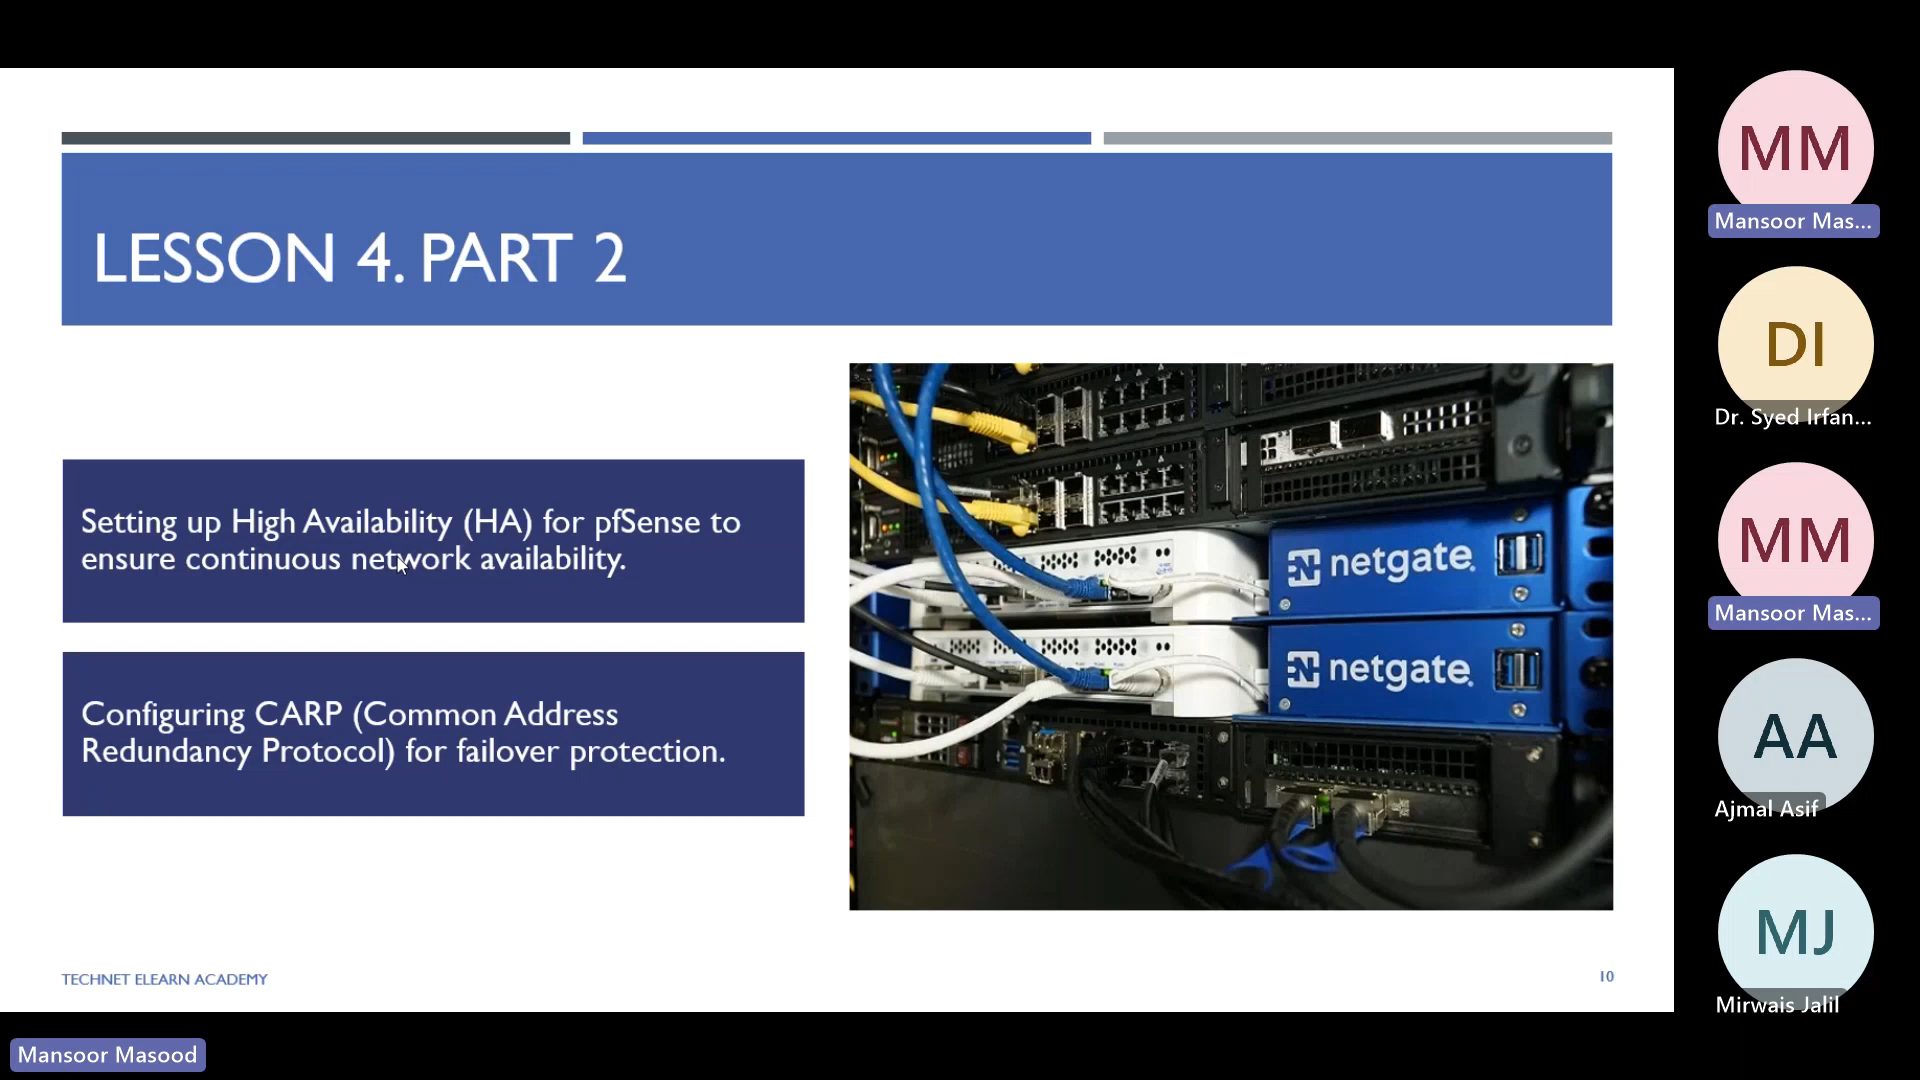 LESSON 4. PART 2
Setting up High Availability (HA) for pfSense to
ensure continuous network availability.
Configuring CARP (Common Address
Redundancy Protocol) for failover protection.
netgate
netgate
TECHNET ELEARN ACADEMY
10
MM
Mansoor Mas...
DI
Dr. Syed Irfan...
MM
Mansoor Mas...
AA
Ajmal Asif
MJ
Mirwais Jalil
Mansoor Masood